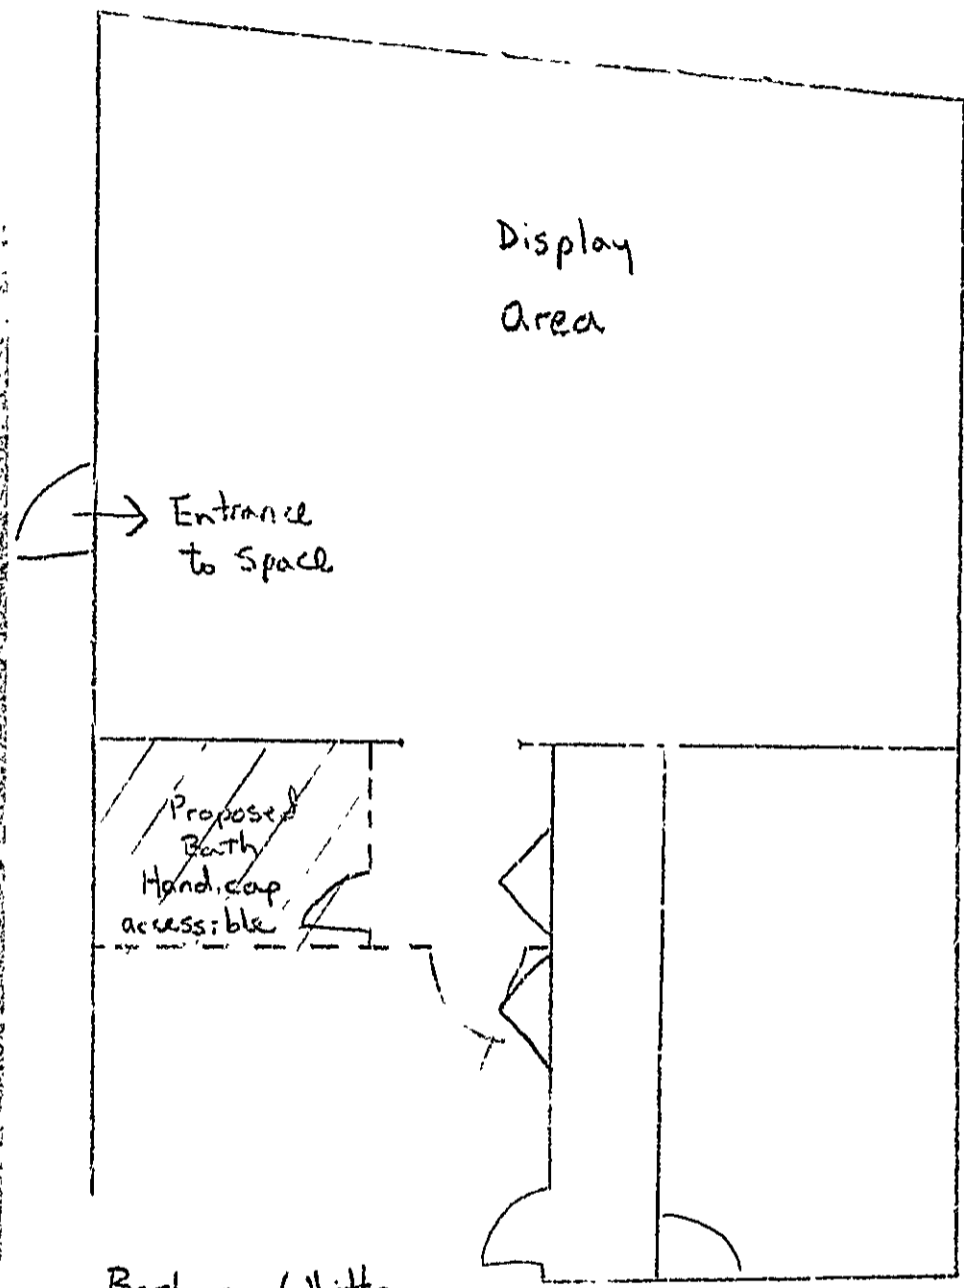 Display
Area
Entrance
to Space
Proposed
Bath
Handicap
accessible